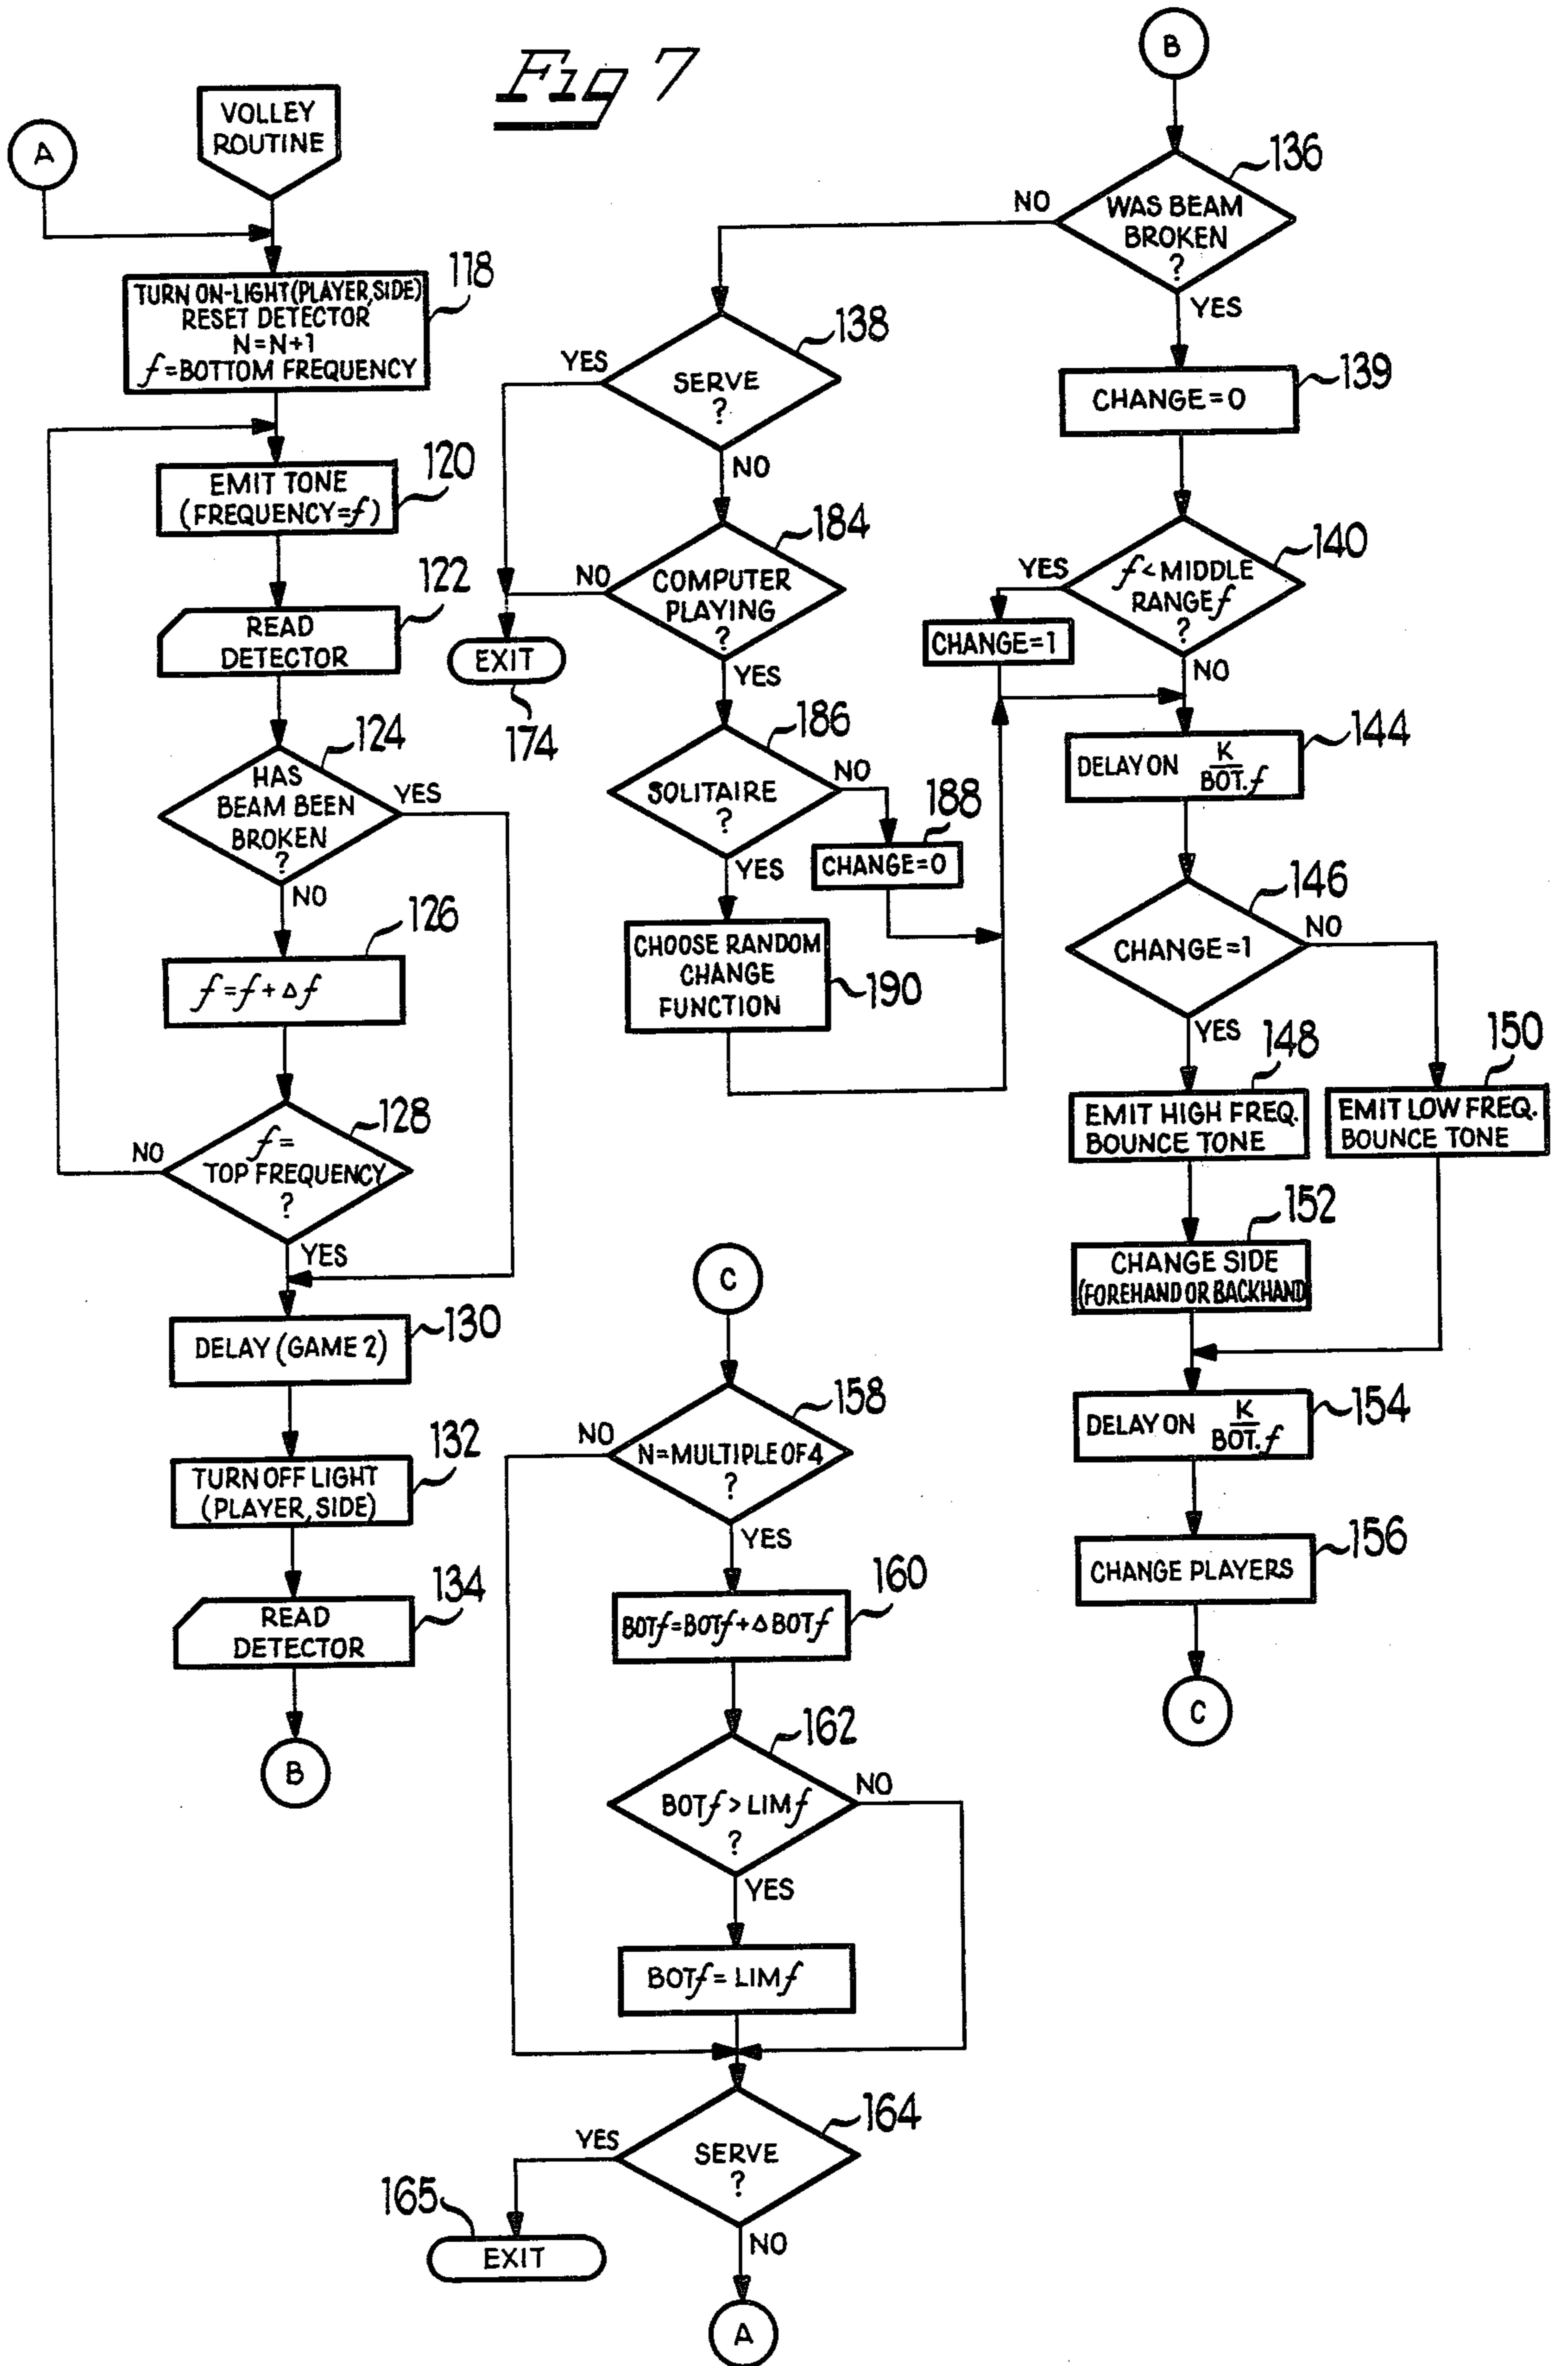 Fig 7
A
VOLLEY
ROUTINE
118
TURN ON-LIGHT(PLAYER,SIDE)
RESET DETECTOR
N=N+1
f=BOTTOM FREQUENCY
120
EMIT TONE
(FREQUENCY=f)
122
READ
DETECTOR
124
HAS
BEAM BEEN
BROKEN
?
YES
NO
126
f=f+Δf
128
f=
TOP FREQUENCY
?
NO
YES
130
DELAY (GAME 2)
132
TURN OFF LIGHT
(PLAYER, SIDE)
134
READ
DETECTOR
B
B
136
WAS BEAM
BROKEN
?
NO
YES
138
SERVE
?
YES
NO
184
COMPUTER
PLAYING
?
NO
YES
EXIT
174
186
SOLITAIRE
?
NO
YES
188
CHANGE=0
CHOOSE RANDOM
CHANGE
FUNCTION
190
139
CHANGE=0
140
f<MIDDLE
RANGE f
?
YES
NO
CHANGE=1
144
DELAY ON K
BOT. f
146
CHANGE=1
NO
YES
148
EMIT HIGH FREQ.
BOUNCE TONE
150
EMIT LOW FREQ.
BOUNCE TONE
152
CHANGE SIDE
(FOREHAND OR BACKHAND)
154
DELAY ON K
BOT. f
156
CHANGE PLAYERS
C
C
158
N=MULTIPLE OF 4
?
NO
YES
160
BOTf=BOTf+ΔBOTf
162
BOTf>LIMf
?
NO
YES
BOTf=LIMf
164
SERVE
?
YES
NO
165
EXIT
A